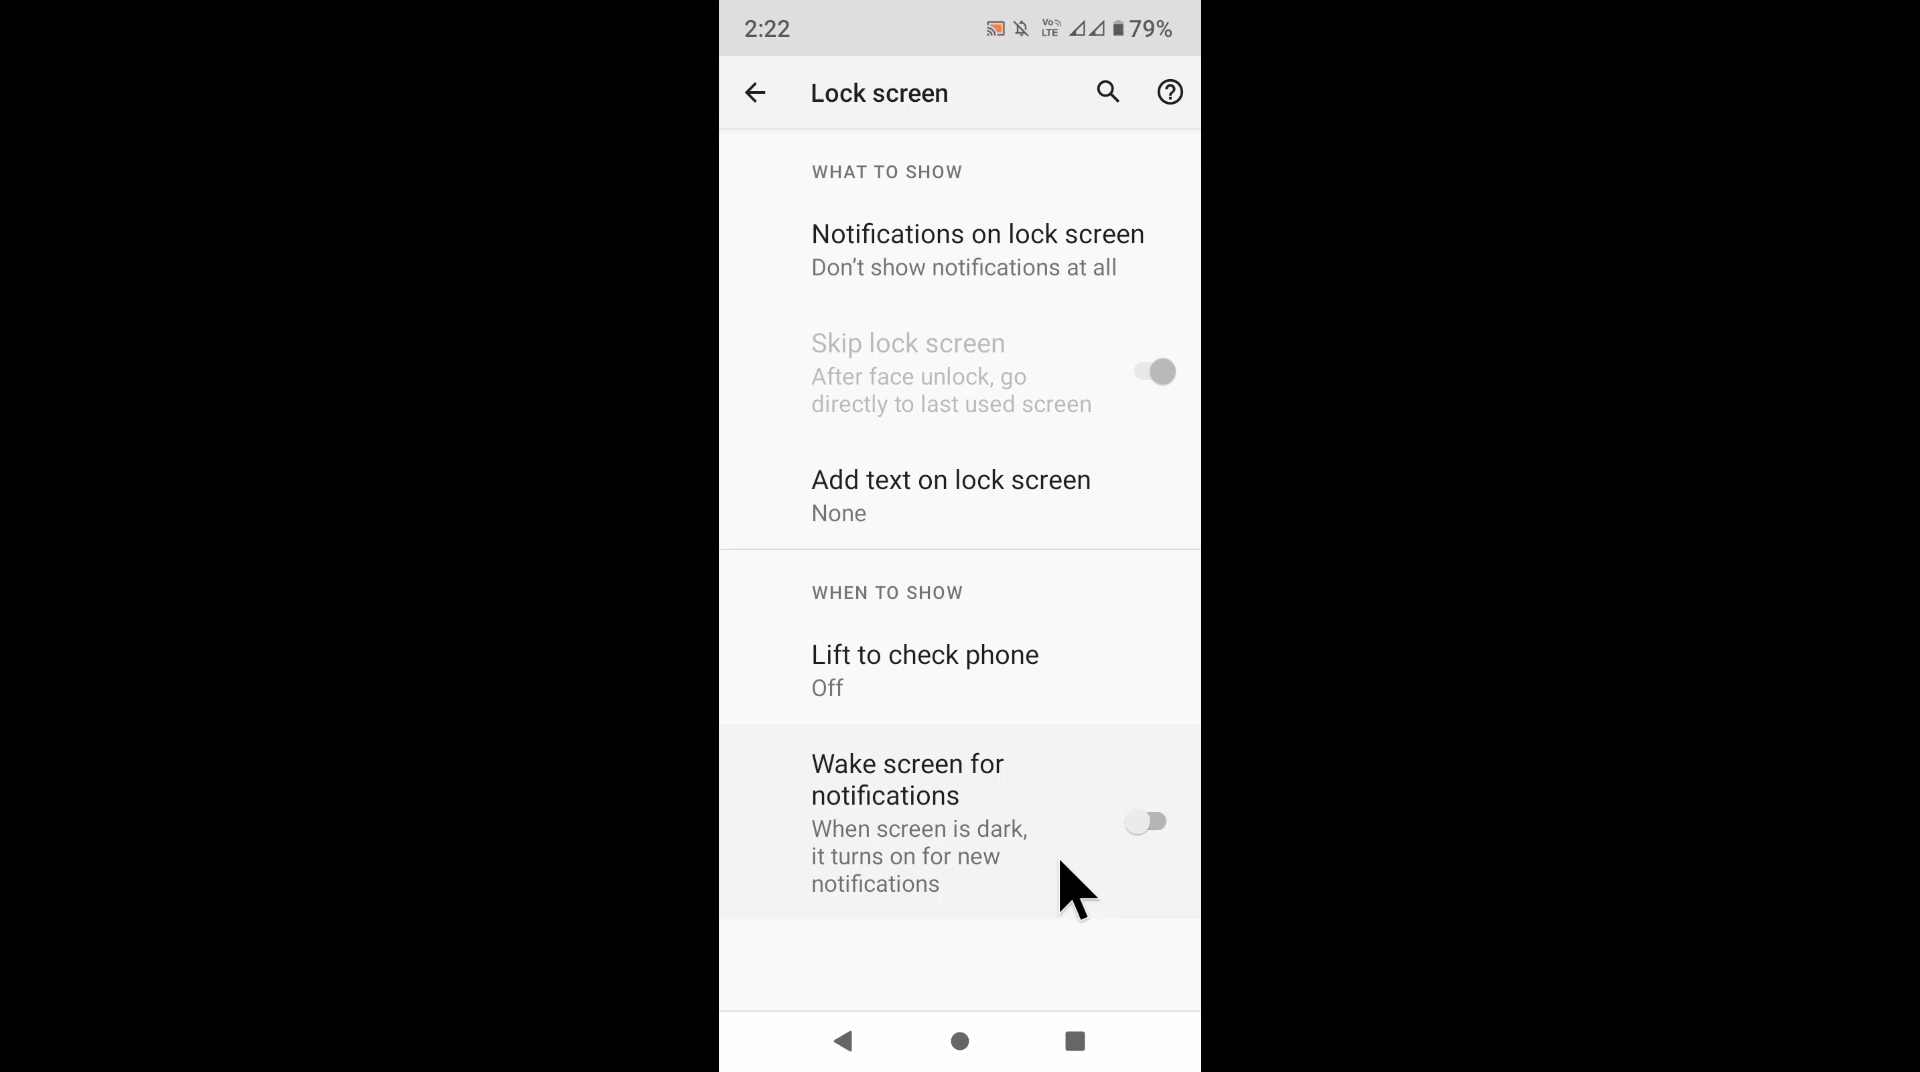 2:22
Vo
LTE
79%
Lock screen
WHAT TO SHOW
Notifications on lock screen
Don’t show notifications at all
Skip lock screen
After face unlock, go
directly to last used screen
Add text on lock screen
None
WHEN TO SHOW
Lift to check phone
Off
Wake screen for
notifications
When screen is dark,
it turns on for new
notifications